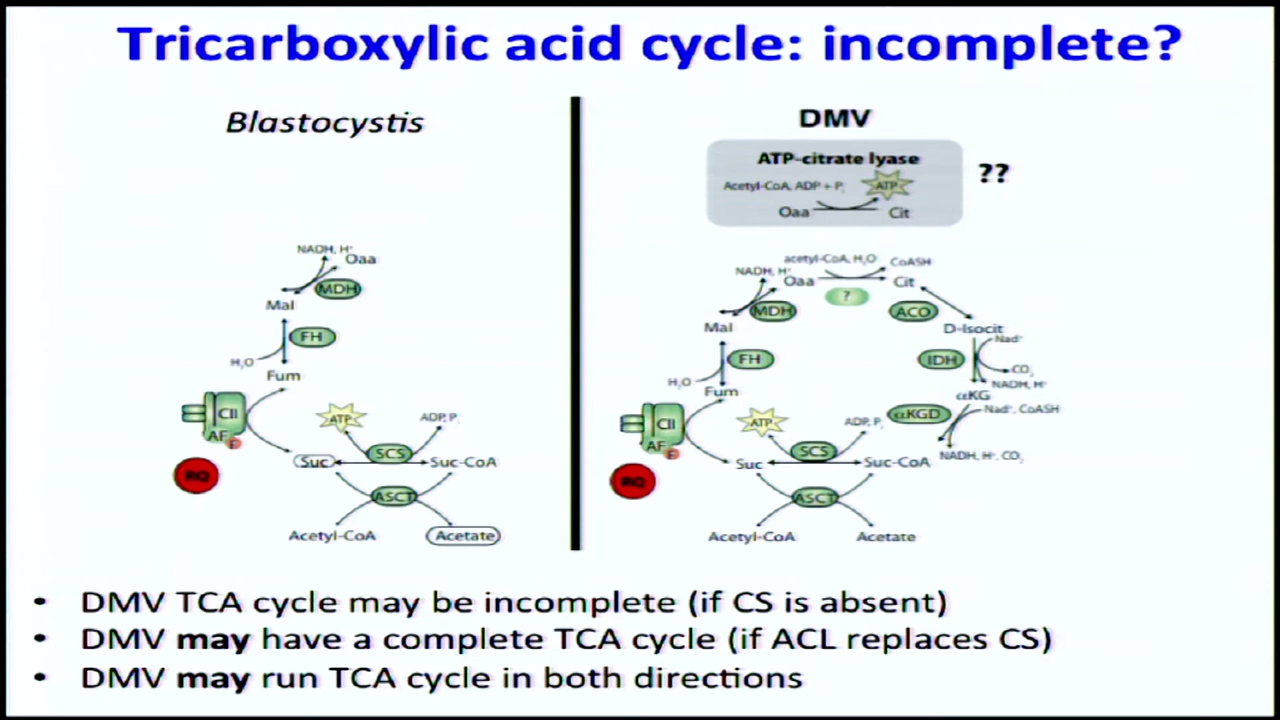 Tricarboxylic acid cycle: incomplete?
Blastocystis
NADH, H⁺
Oaa
MDH
Mal
FH
H₂O
Fum
CII
AF
F
RQ
ATP
ADP, Pᵢ
SCS
Suc
Suc-CoA
ASCT
Acetyl-CoA
Acetate
DMV
ATP-citrate lyase
??
Acetyl-CoA, ADP + Pᵢ
ATP
Oaa
Cit
acetyl-CoA, H₂O
CoASH
NADH, H⁺
Oaa
Cit
?
MDH
ACO
Mal
D-Isocit
Nad⁺
FH
IDH
CO₂
H₂O
NADH, H⁺
Fum
αKG
Nad⁺, CoASH
CII
αKGD
AF
F
ATP
ADP, Pᵢ
SCS
NADH, H⁺, CO₂
Suc
Suc-CoA
RQ
ASCT
Acetyl-CoA
Acetate
• DMV TCA cycle may be incomplete (if CS is absent)
• DMV may have a complete TCA cycle (if ACL replaces CS)
• DMV may run TCA cycle in both directions